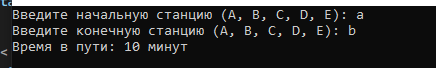 Введите начальную станцию (A, B, C, D, E): a
Введите конечную станцию (A, B, C, D, E): b
Время в пути: 10 минут